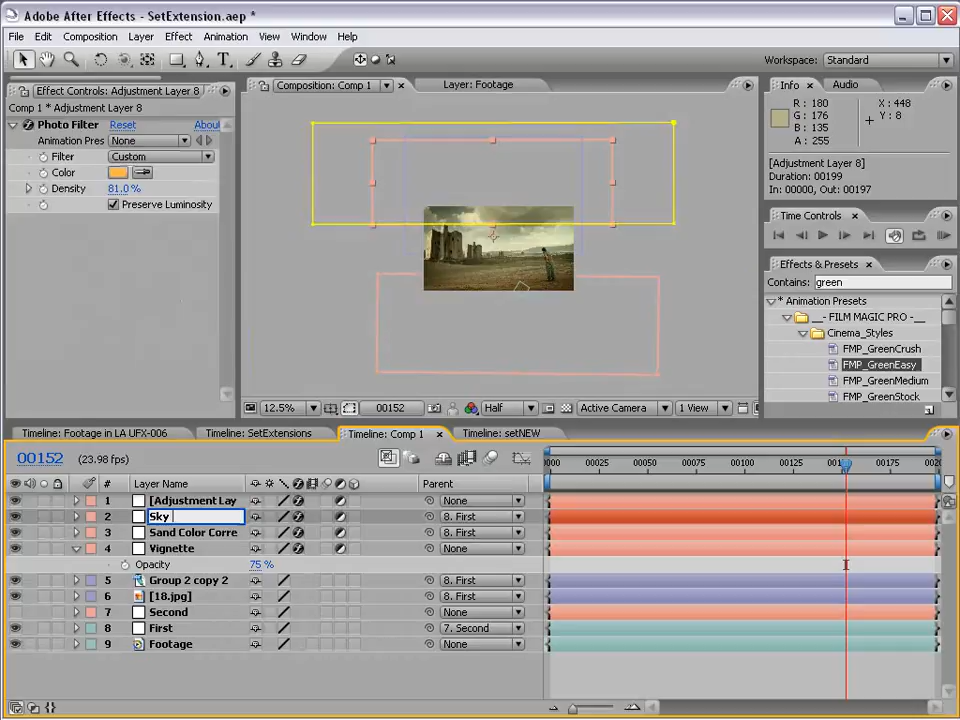 Adobe After Effects - SetExtension.aep *
File Edit Composition Layer Effect Animation View Window Help
Workspace: Standard
Effect Controls: Adjustment Layer 8
Comp 1 * Adjustment Layer 8
Photo Filter Reset Abou
Animation Pres None
Filter Custom
Color
Density 81.0 %
Preserve Luminosity
Composition: Comp 1
Layer: Footage
12.5% 00152 Half Active Camera 1 View
Info Audio
R : 180 X : 448
G : 176 Y : 8
B : 135
A : 255
[Adjustment Layer 8]
Duration: 00199
In: 00000, Out: 00197
Time Controls
Effects & Presets
Contains: green
* Animation Presets
__- FILM MAGIC PRO -__
Cinema_Styles
FMP_GreenCrush
FMP_GreenEasy
FMP_GreenMedium
FMP_GreenStock
Timeline: Footage in LA UFX-006 Timeline: SetExtensions Timeline: Comp 1 Timeline: setNEW
00152 (23.98 fps)
0000 00025 00050 00075 00100 00125 0020
# Layer Name Parent
1 [Adjustment Lay None
2 Sky 8. First
3 Sand Color Corre 8. First
4 Vignette None
Opacity 75 %
5 Group 2 copy 2 8. First
6 [18.jpg] 8. First
7 Second None
8 First 7. Second
9 Footage None